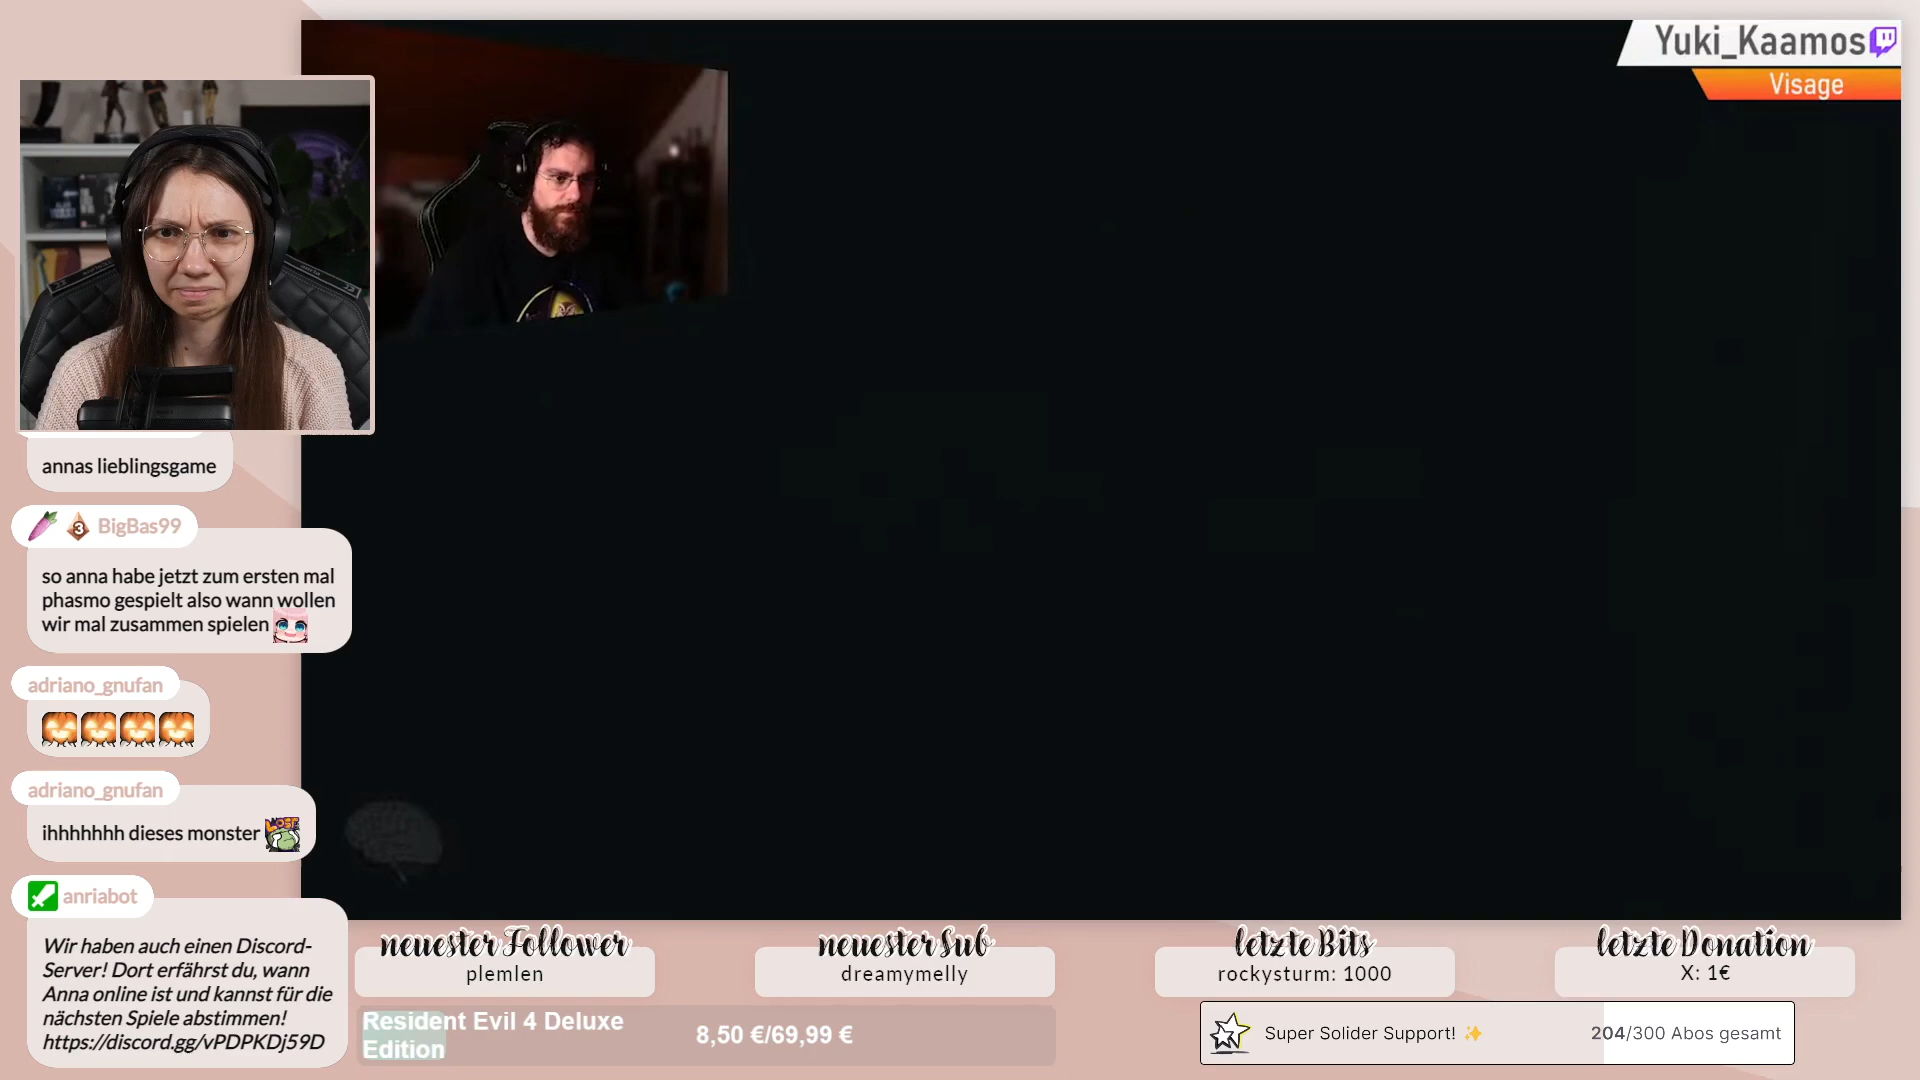 Yuki_Kaamos
Visage
annas lieblingsgame
3 BigBas99
so anna habe jetzt zum ersten mal
phasmo gespielt also wann wollen
wir mal zusammen spielen
adriano_gnufan
adriano_gnufan
ihhhhhhh dieses monster
LOST
anriabot
Wir haben auch einen Discord-
Server! Dort erfährst du, wann
Anna online ist und kannst für die
nächsten Spiele abstimmen!
https://discord.gg/vPDPKDj59D
neuester Follower
plemlen
neuester Sub
dreamymelly
letzte Bits
rockysturm: 1000
letzte Donation
X: 1€
Resident Evil 4 Deluxe
Edition
8,50 €/69,99 €
Super Solider Support! ✨
204/300 Abos gesamt